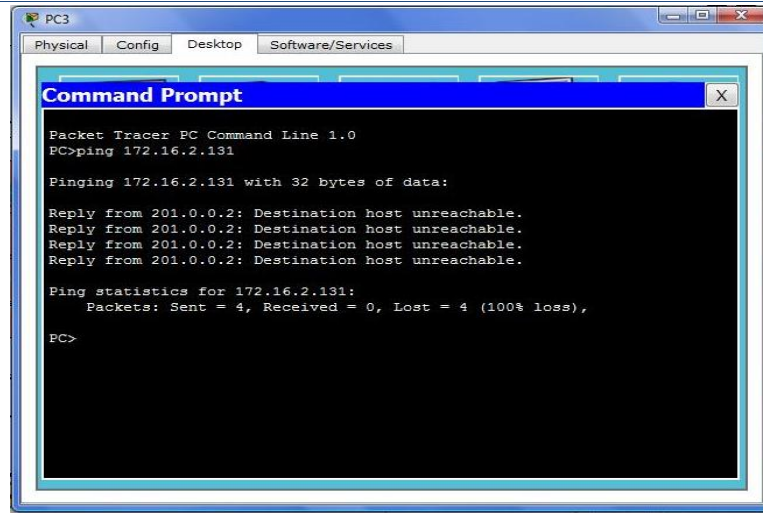 PC3
Physical Config Desktop Software/Services
Command Prompt X
Packet Tracer PC Command Line 1.0
PC>ping 172.16.2.131
Pinging 172.16.2.131 with 32 bytes of data:
Reply from 201.0.0.2: Destination host unreachable.
Reply from 201.0.0.2: Destination host unreachable.
Reply from 201.0.0.2: Destination host unreachable.
Reply from 201.0.0.2: Destination host unreachable.
Ping statistics for 172.16.2.131:
Packets: Sent = 4, Received = 0, Lost = 4 (100% loss),
PC>